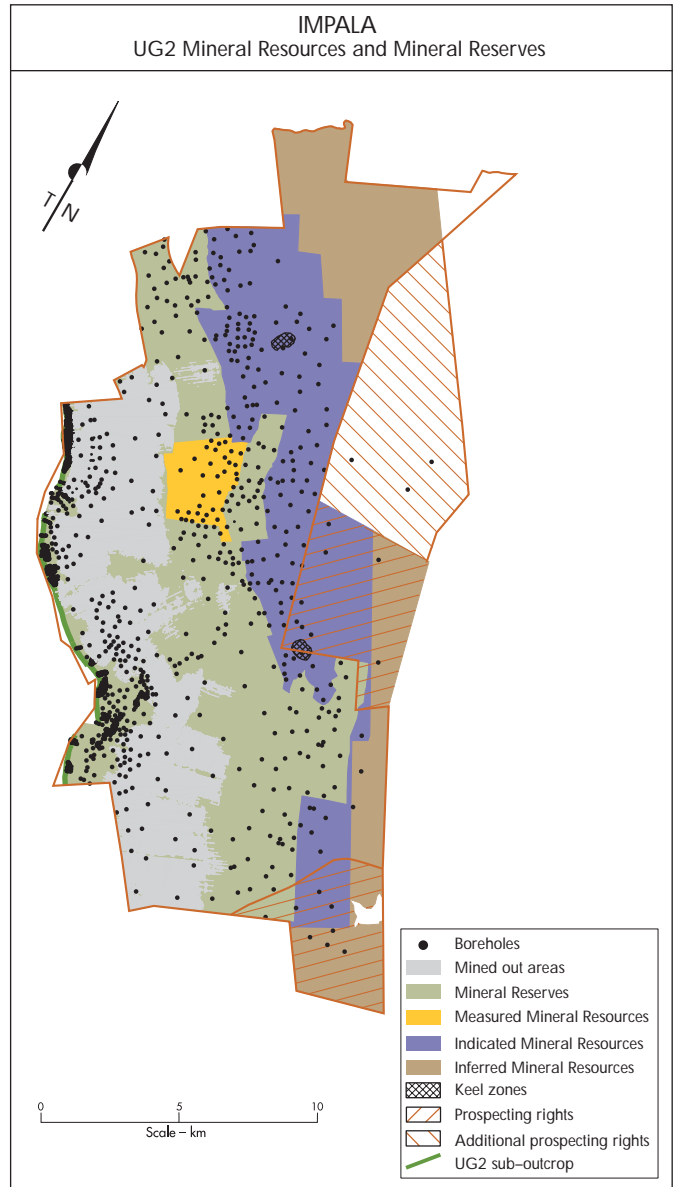 IMPALA
UG2 Mineral Resources and Mineral Reserves
T N
Boreholes
Mined out areas
Mineral Reserves
Measured Mineral Resources
Indicated Mineral Resources
Inferred Mineral Resources
Keel zones
Prospecting rights
Additional prospecting rights
UG2 sub-outcrop
0 5 10
Scale – km